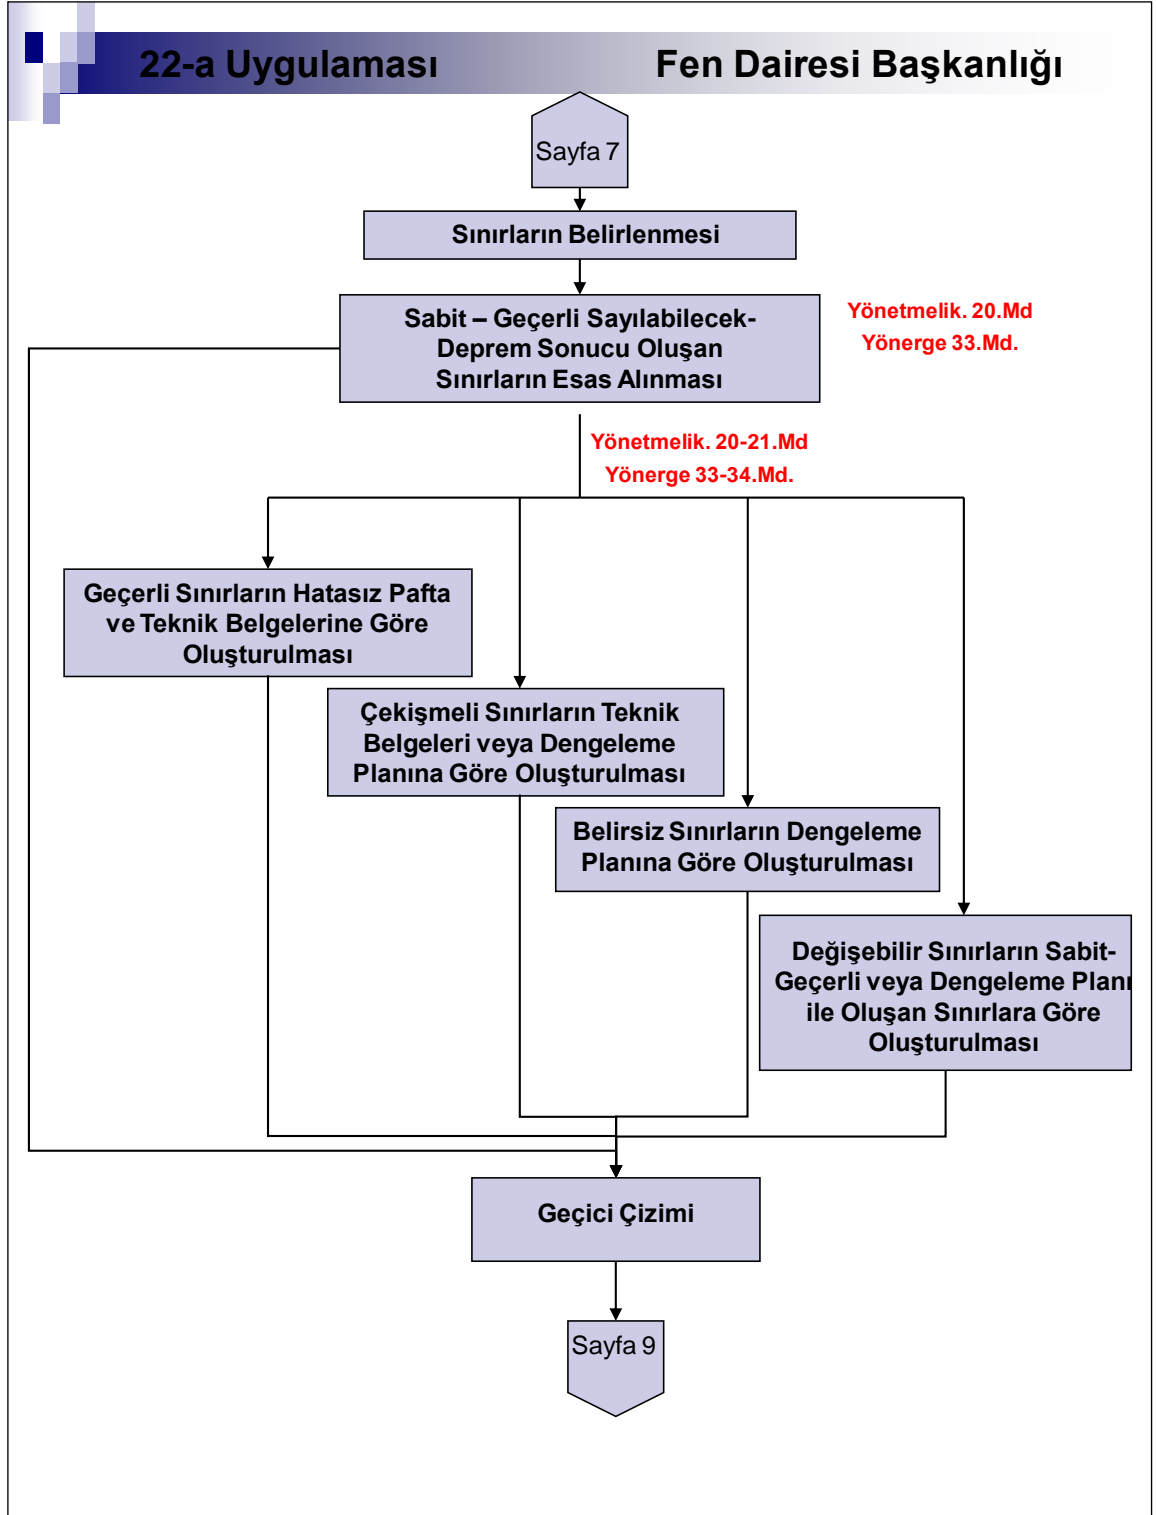 22-a Uygulaması Fen Dairesi Başkanlığı
Sayfa 7
Sınırların Belirlenmesi
Sabit – Geçerli Sayılabilecek-
Deprem Sonucu Oluşan
Sınırların Esas Alınması
Yönetmelik. 20.Md
Yönerge 33.Md.
Yönetmelik. 20-21.Md
Yönerge 33-34.Md.
Geçerli Sınırların Hatasız Pafta
ve Teknik Belgelerine Göre
Oluşturulması
Çekişmeli Sınırların Teknik
Belgeleri veya Dengeleme
Planına Göre Oluşturulması
Belirsiz Sınırların Dengeleme
Planına Göre Oluşturulması
Değişebilir Sınırların Sabit-
Geçerli veya Dengeleme Planı
ile Oluşan Sınırlara Göre
Oluşturulması
Geçici Çizimi
Sayfa 9